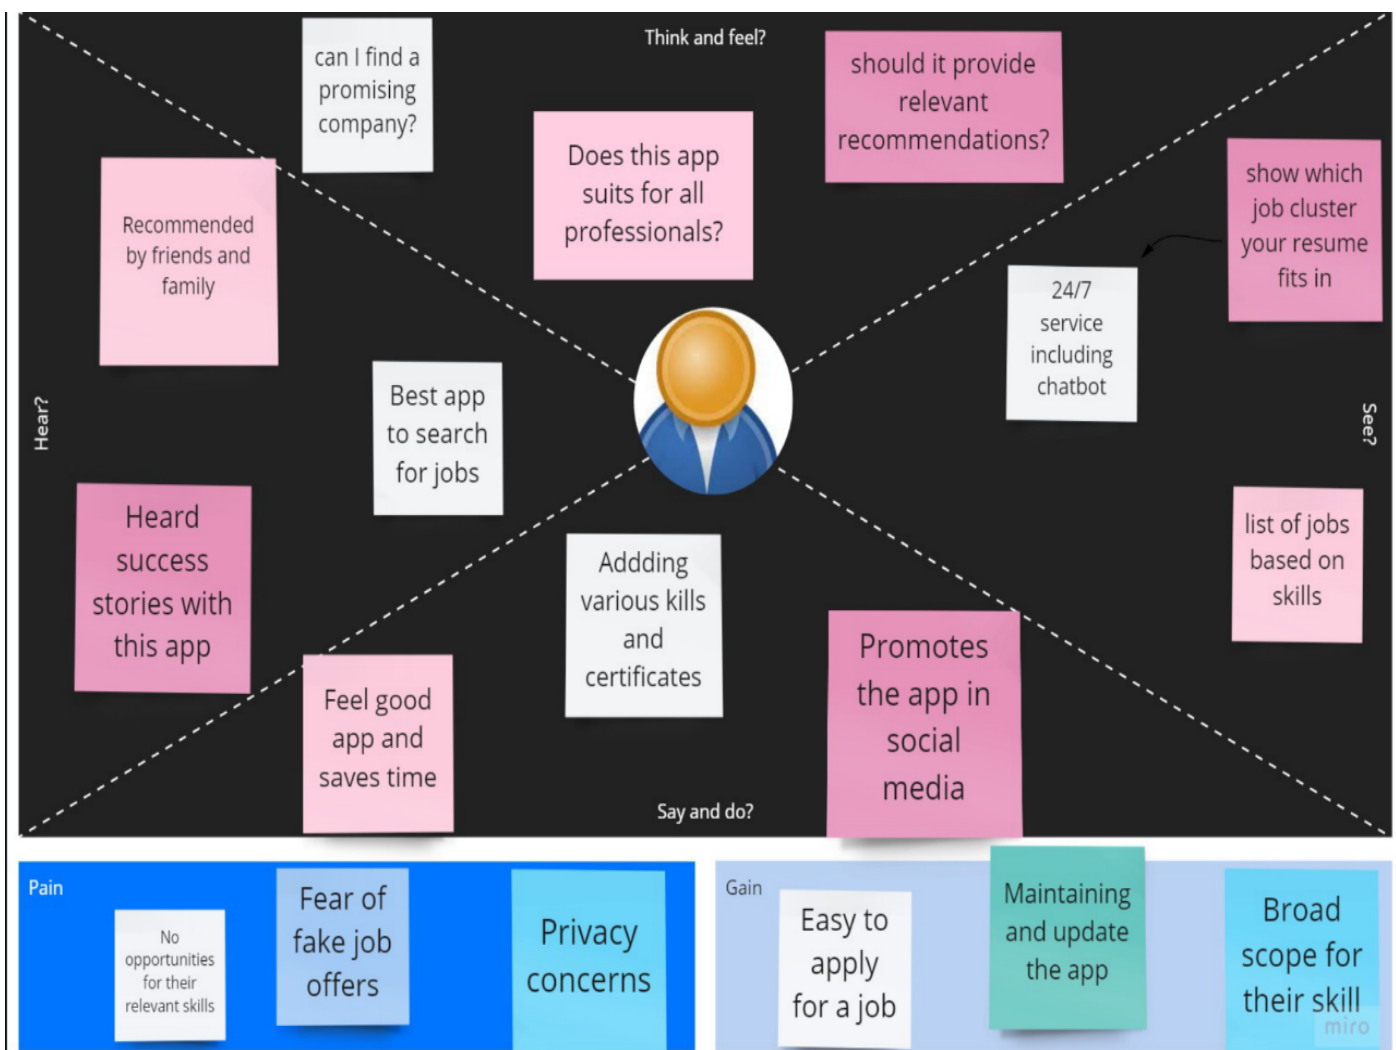 Think and feel?
can I find a
promising
company?
Does this app
suits for all
professionals?
should it provide
relevant
recommendations?
Hear?
Recommended
by friends and
family
Best app
to search
for jobs
Heard
success
stories with
this app
See?
show which
job cluster
your resume
fits in
24/7
service
including
chatbot
list of jobs
based on
skills
Feel good
app and
saves time
Addding
various kills
and
certificates
Promotes
the app in
social
media
Say and do?
Pain
No
opportunities
for their
relevant skills
Fear of
fake job
offers
Privacy
concerns
Gain
Easy to
apply
for a job
Maintaining
and update
the app
Broad
scope for
their skill
miro